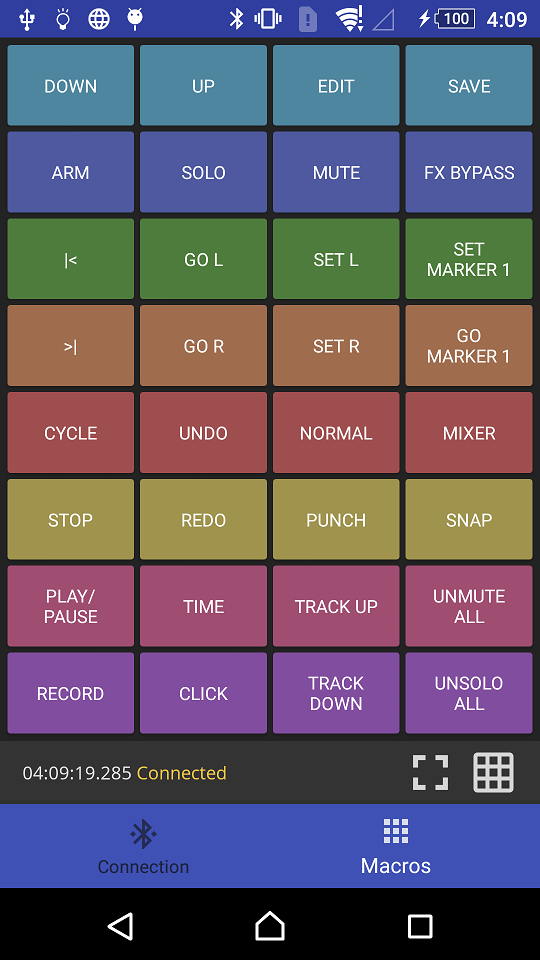 100 4:09
DOWN UP EDIT SAVE
ARM SOLO MUTE FX BYPASS
|< GO L SET L SET
MARKER 1
>| GO R SET R GO
MARKER 1
CYCLE UNDO NORMAL MIXER
STOP REDO PUNCH SNAP
PLAY/
PAUSE TIME TRACK UP UNMUTE
ALL
RECORD CLICK TRACK
DOWN UNSOLO
ALL
04:09:19.285 Connected
Connection Macros